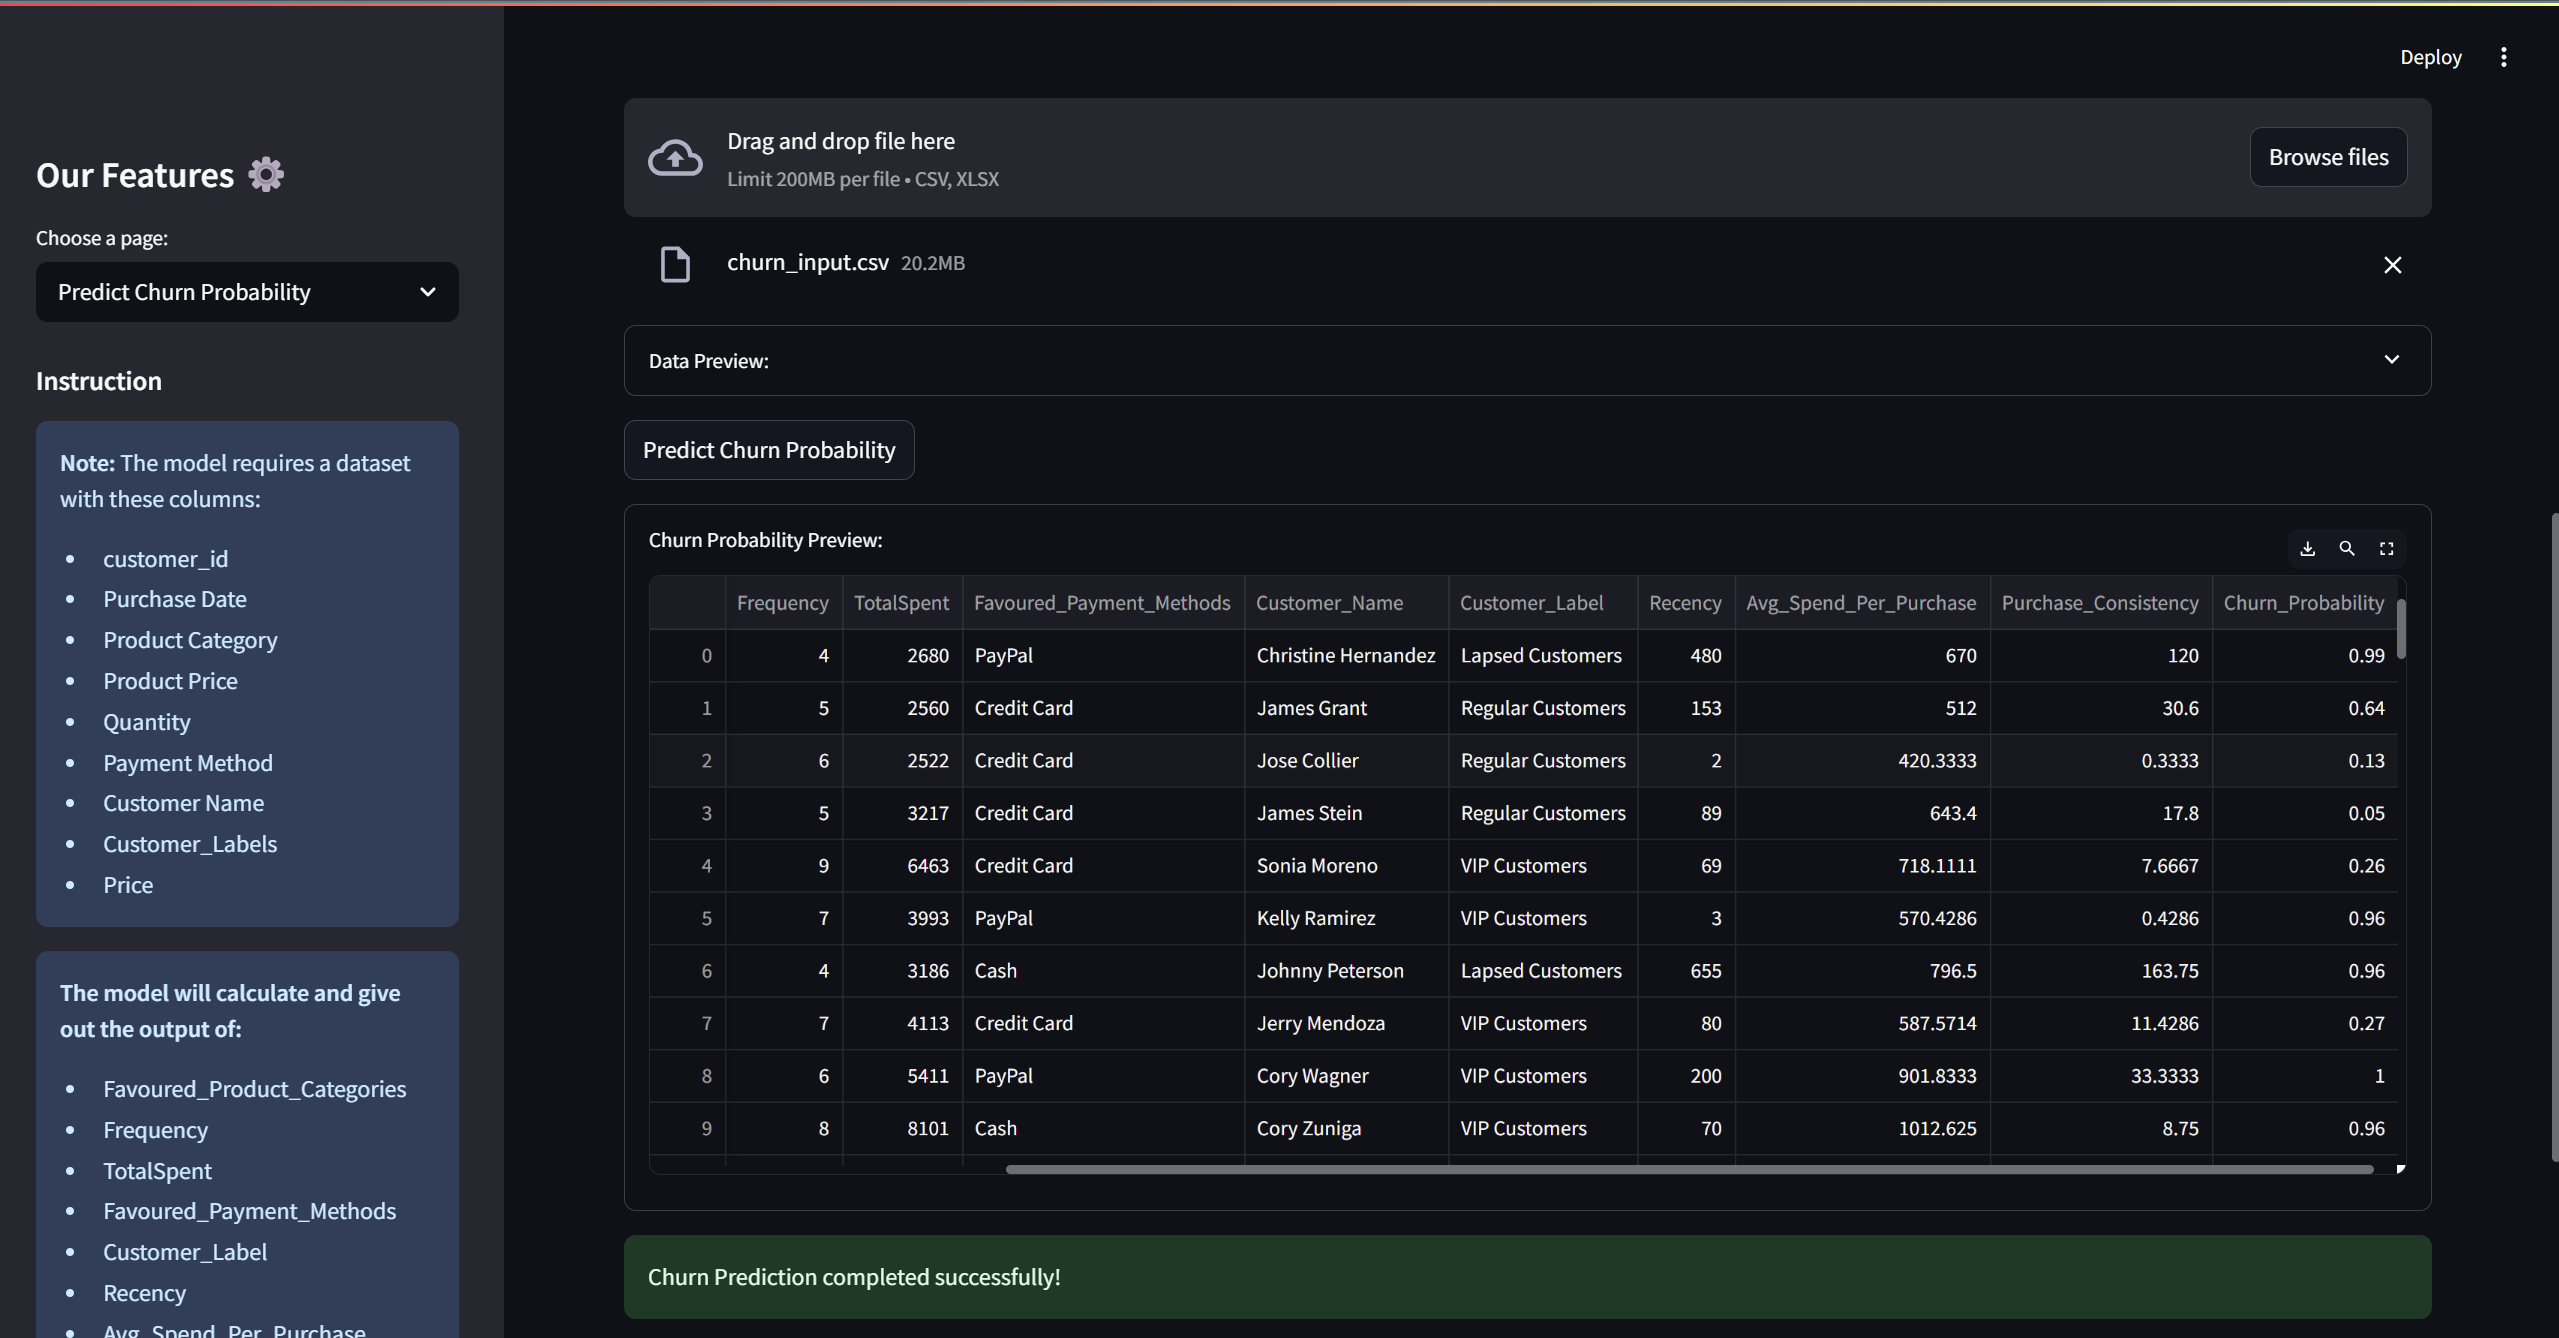 Deploy
Our Features
Choose a page:
Predict Churn Probability
Instruction
Note: The model requires a dataset
with these columns:
customer_id
Purchase Date
Product Category
Product Price
Quantity
Payment Method
Customer Name
Customer_Labels
Price
The model will calculate and give
out the output of:
Favoured_Product_Categories
Frequency
TotalSpent
Favoured_Payment_Methods
Customer_Label
Recency
Avg_Spend_Per_Purchase
Drag and drop file here
Limit 200MB per file • CSV, XLSX
Browse files
churn_input.csv 20.2MB
Data Preview:
Predict Churn Probability
Churn Probability Preview:
Frequency TotalSpent Favoured_Payment_Methods Customer_Name Customer_Label Recency Avg_Spend_Per_Purchase Purchase_Consistency Churn_Probability
0 4 2680 PayPal Christine Hernandez Lapsed Customers 480 670 120 0.99
1 5 2560 Credit Card James Grant Regular Customers 153 512 30.6 0.64
2 6 2522 Credit Card Jose Collier Regular Customers 2 420.3333 0.3333 0.13
3 5 3217 Credit Card James Stein Regular Customers 89 643.4 17.8 0.05
4 9 6463 Credit Card Sonia Moreno VIP Customers 69 718.1111 7.6667 0.26
5 7 3993 PayPal Kelly Ramirez VIP Customers 3 570.4286 0.4286 0.96
6 4 3186 Cash Johnny Peterson Lapsed Customers 655 796.5 163.75 0.96
7 7 4113 Credit Card Jerry Mendoza VIP Customers 80 587.5714 11.4286 0.27
8 6 5411 PayPal Cory Wagner VIP Customers 200 901.8333 33.3333 1
9 8 8101 Cash Cory Zuniga VIP Customers 70 1012.625 8.75 0.96
Churn Prediction completed successfully!